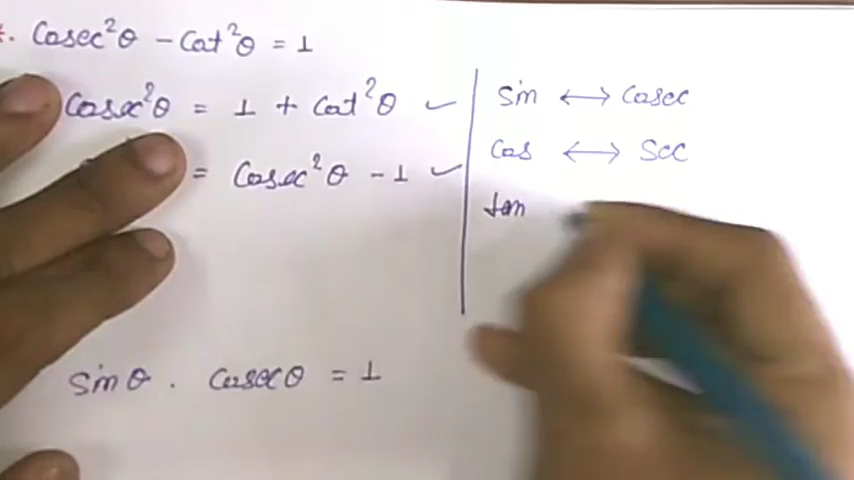 *. Cosec²θ - Cot²θ = 1
Cosec²θ = 1 + Cot²θ ✓
= Cosec²θ - 1 ✓
sinθ . Cosecθ = 1
sin ↔ Cosec
Cos ↔ Sec
tan